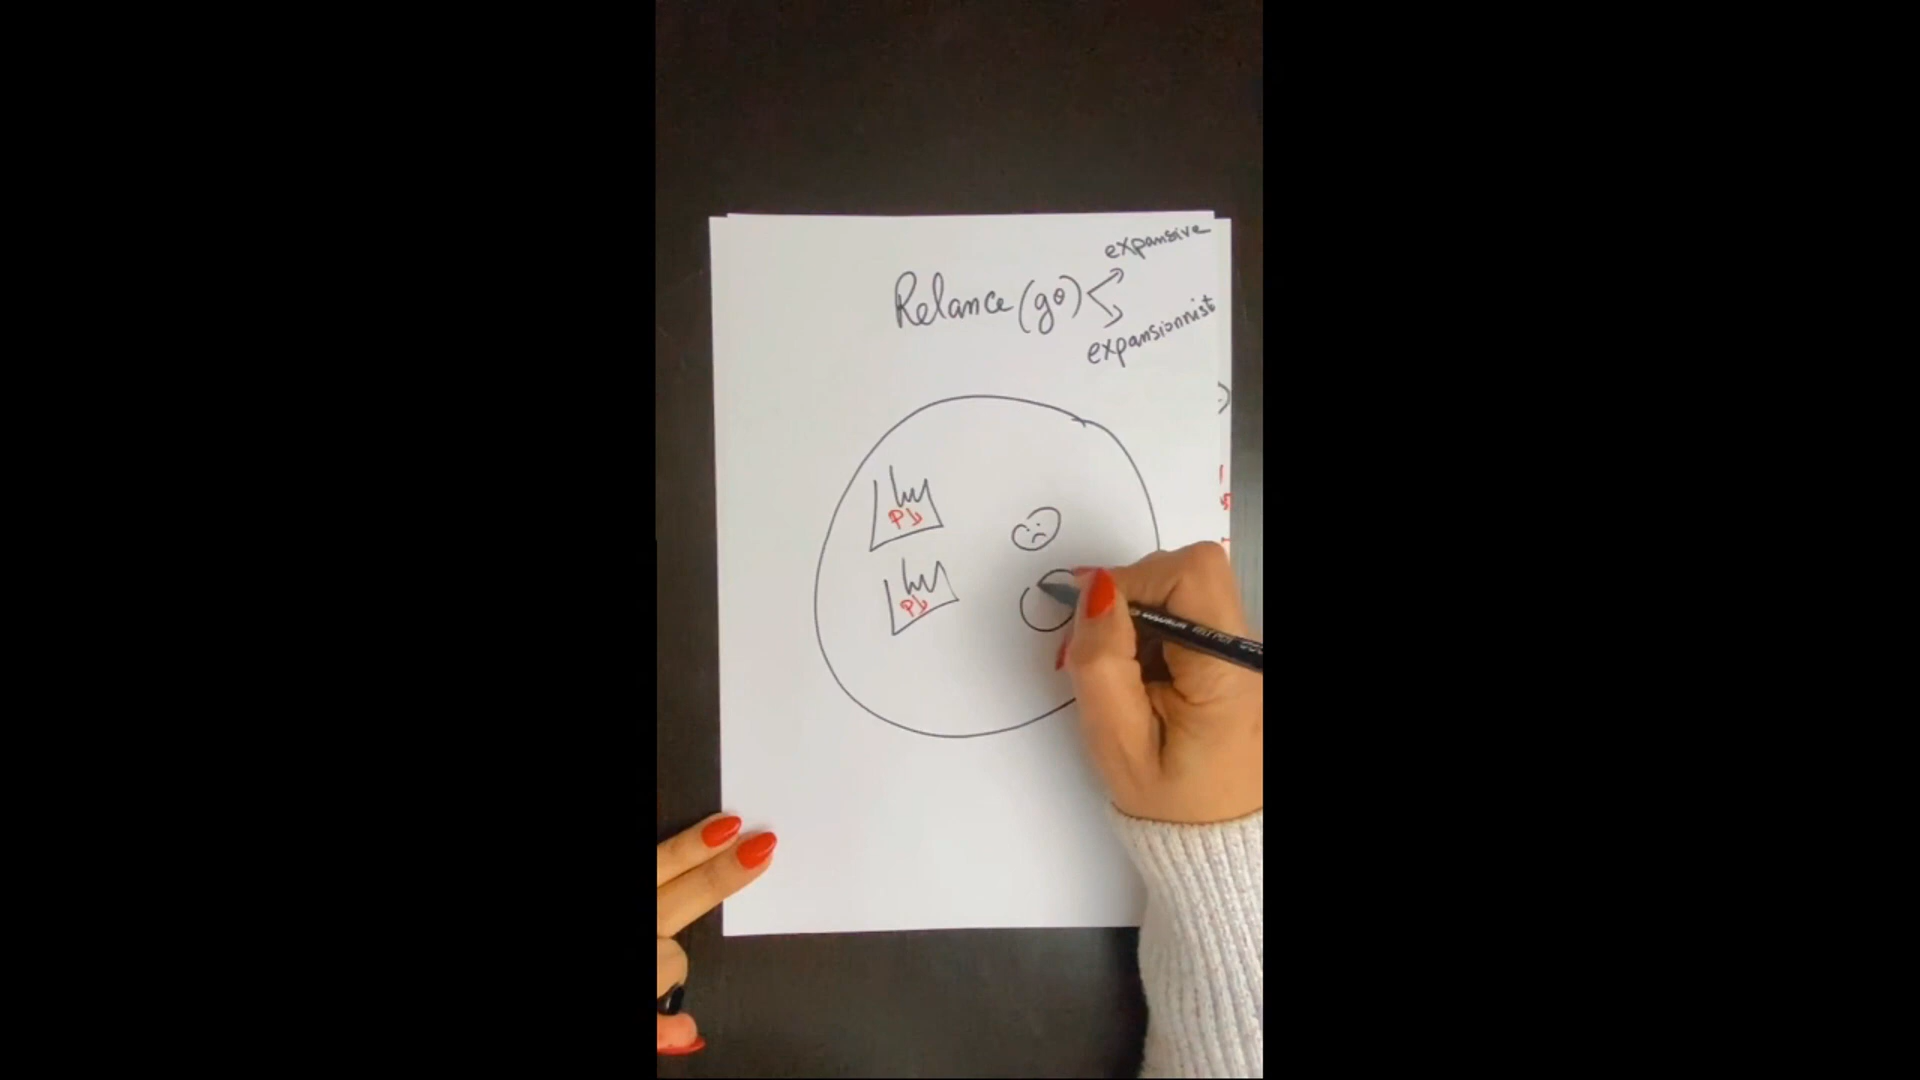 expansive
Relance (go)
expansionnist
P↘
P↘